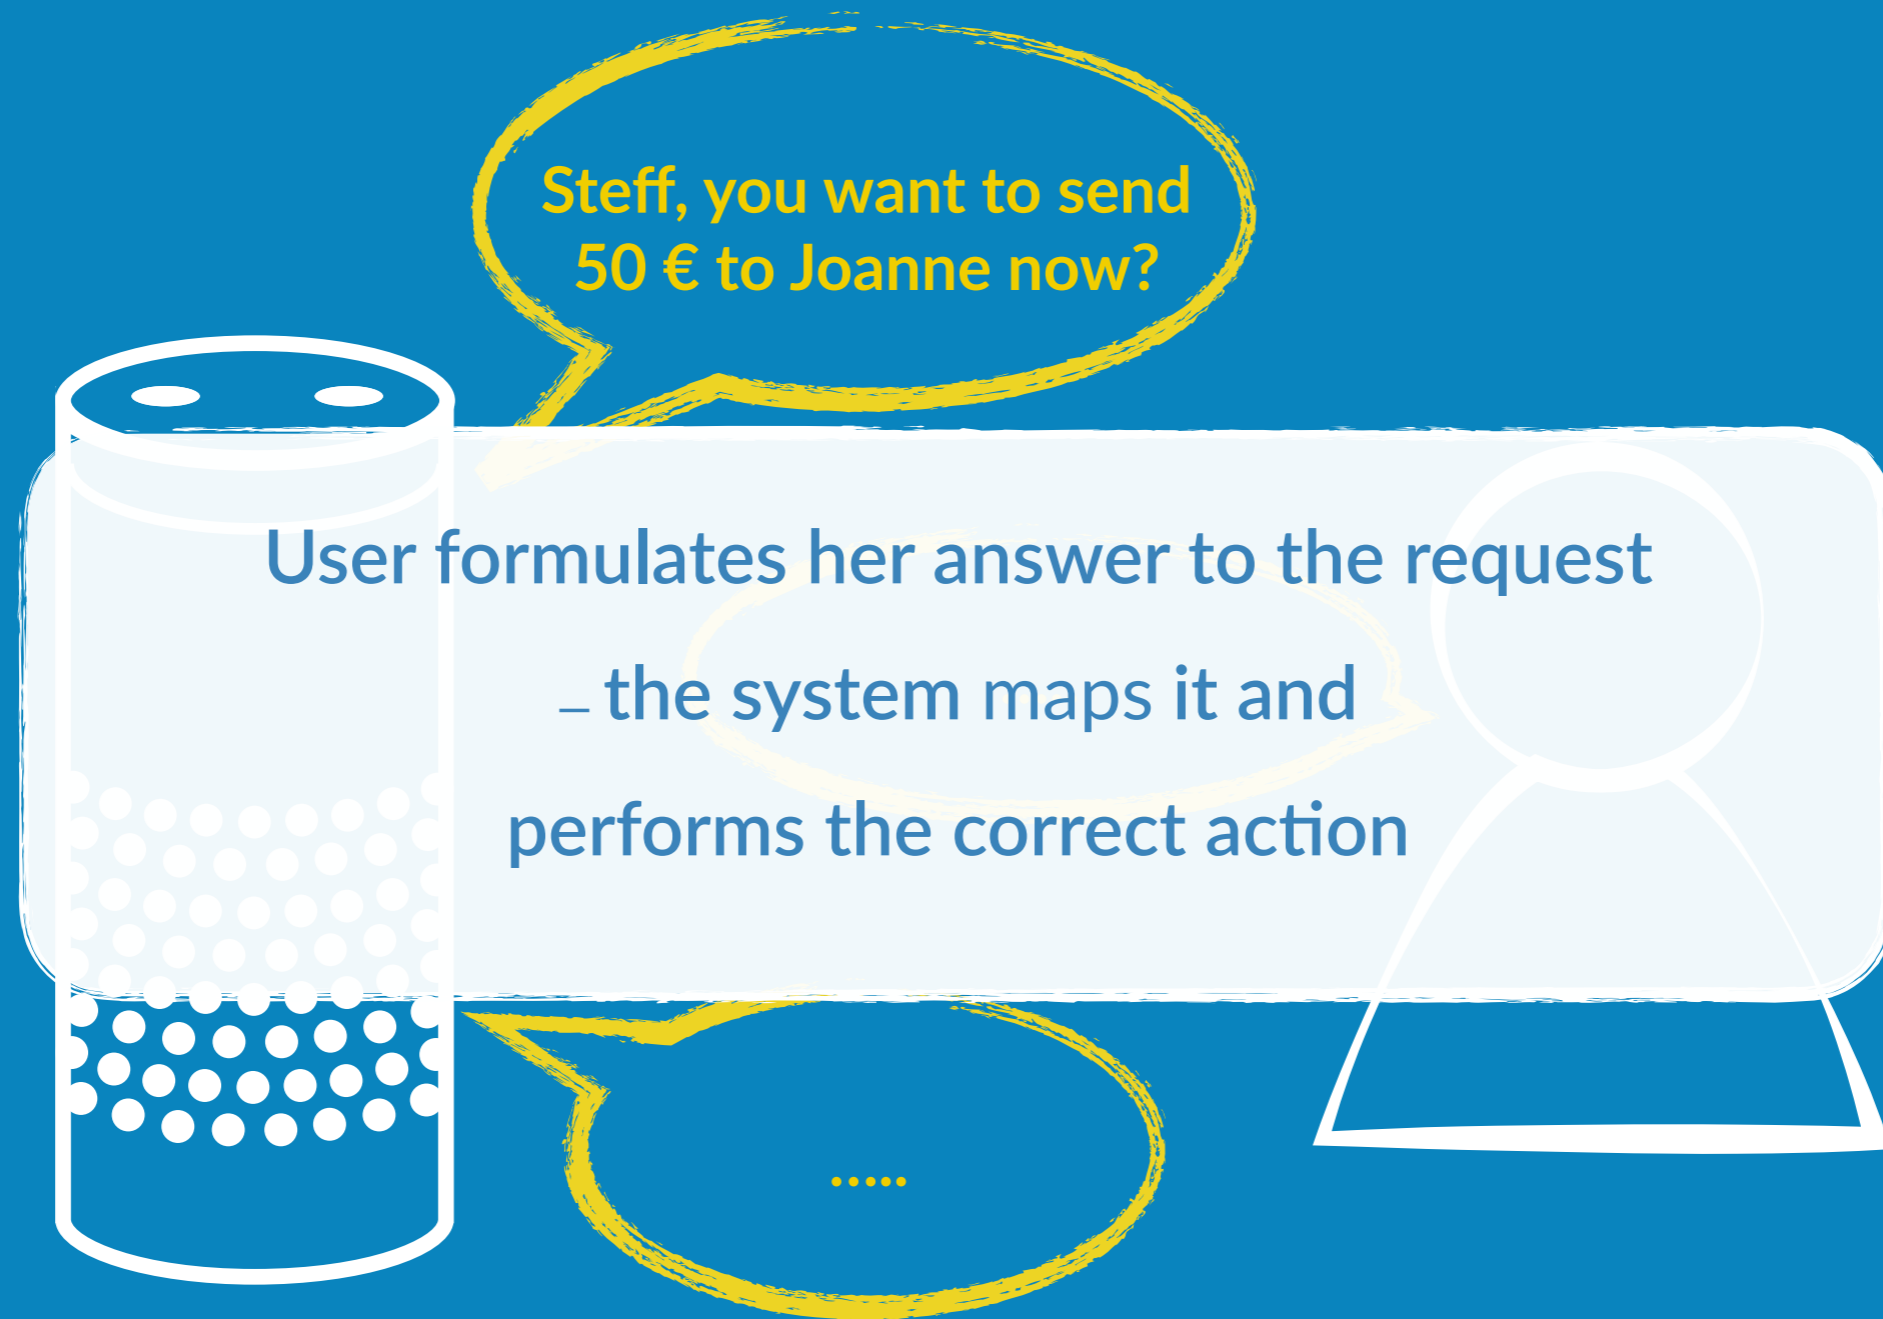 Steff, you want to send
50 € to Joanne now?
User formulates her answer to the request
– the system maps it and
performs the correct action
.....